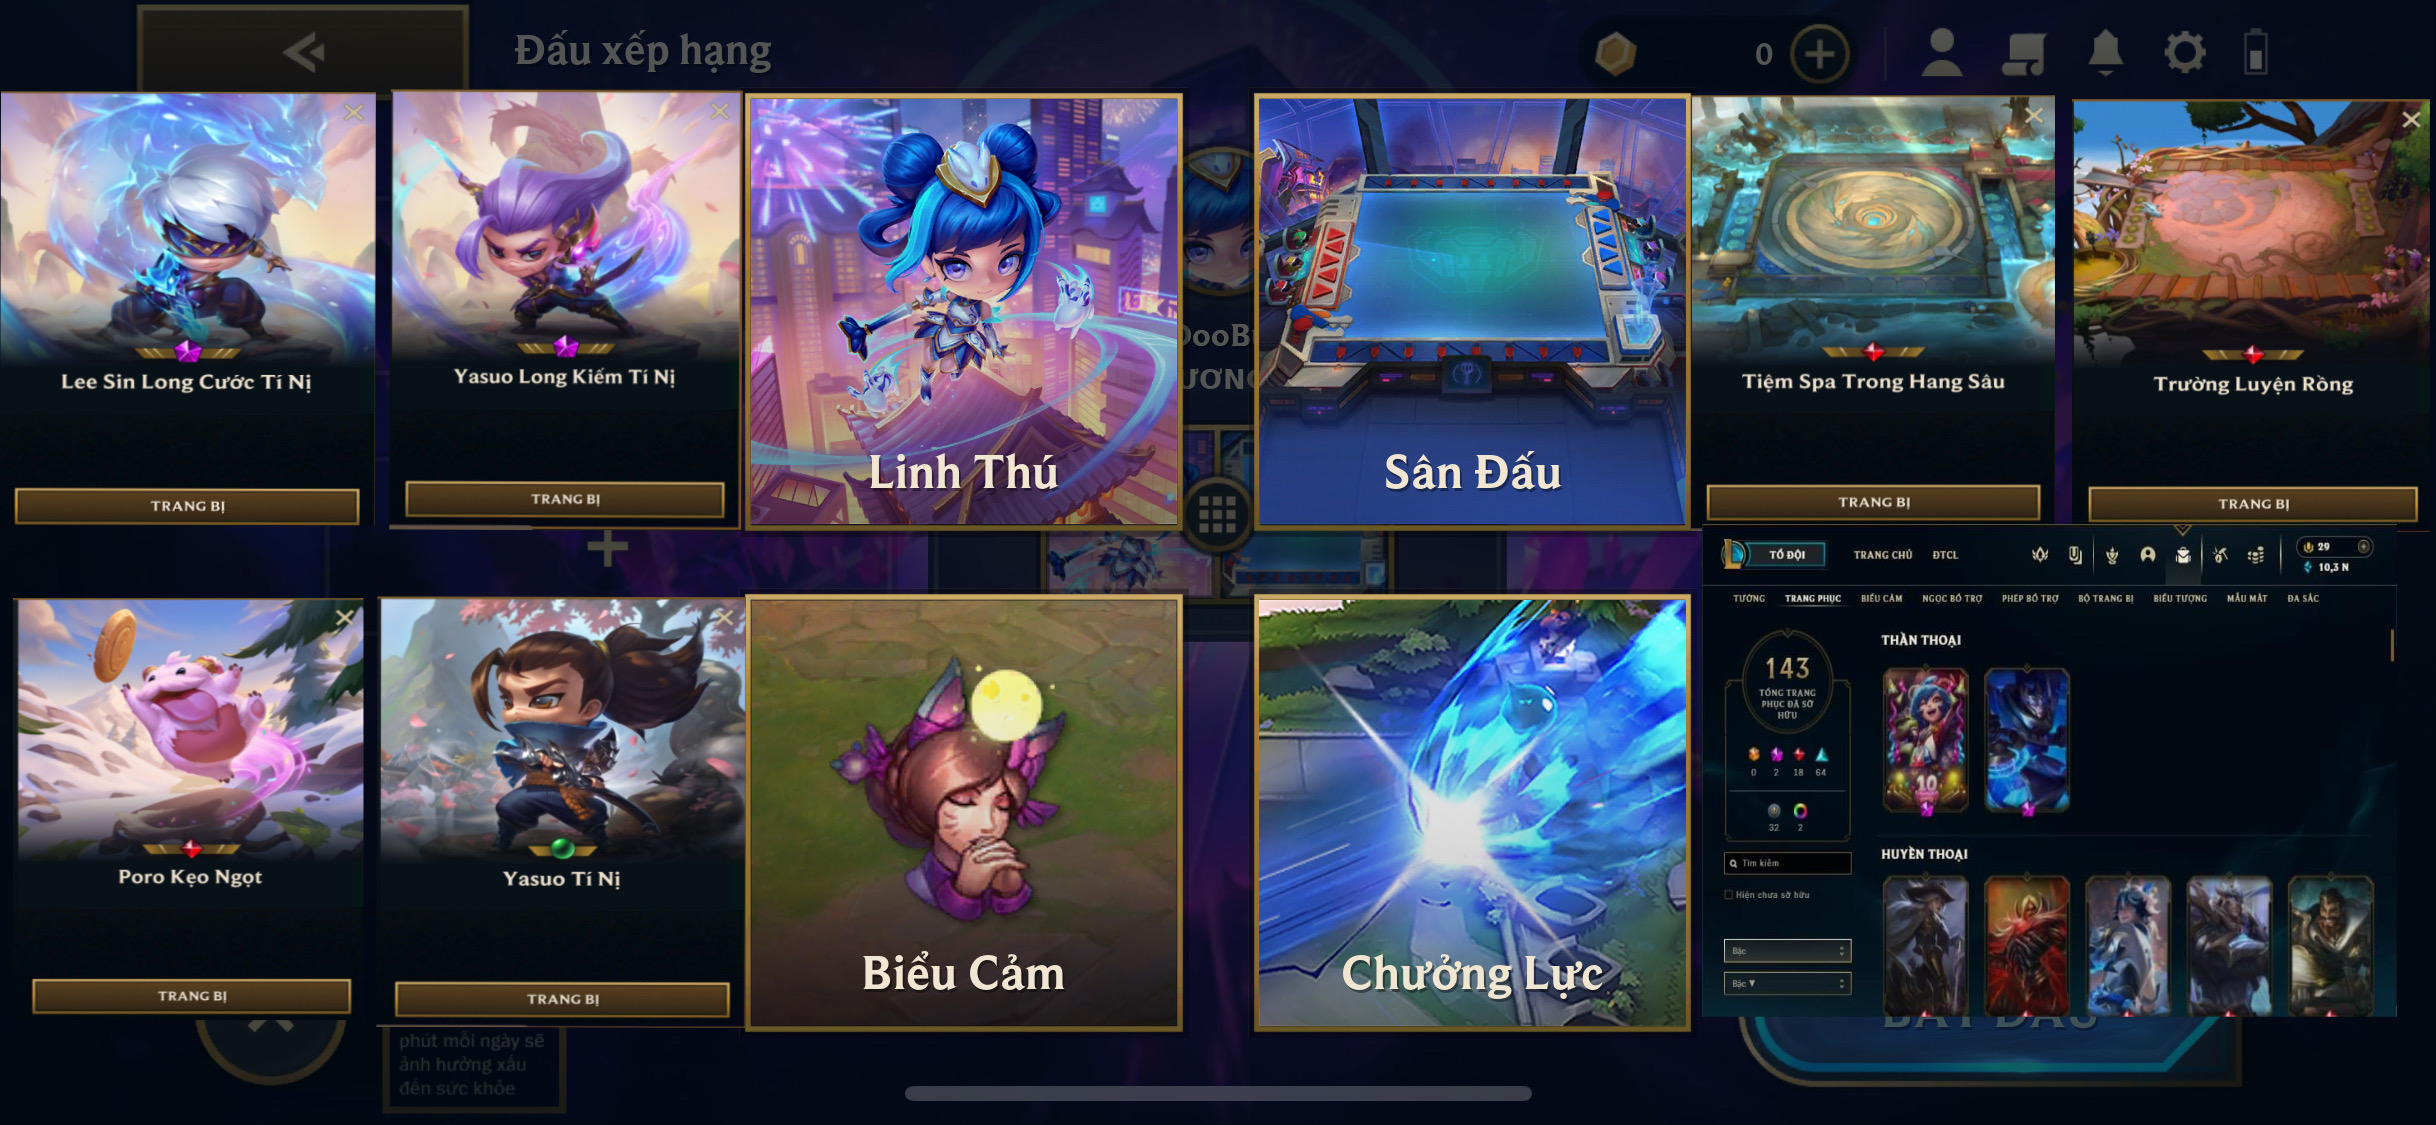 Đấu xếp hạng
0
Lee Sin Long Cước Tí Nị
TRANG BỊ
Yasuo Long Kiếm Tí Nị
TRANG BỊ
Linh Thú
Sân Đấu
Tiệm Spa Trong Hang Sâu
TRANG BỊ
Trường Luyện Rồng
TRANG BỊ
Poro Kẹo Ngọt
TRANG BỊ
Yasuo Tí Nị
TRANG BỊ
Biểu Cảm
Chưởng Lực
TỔ ĐỘI
TRANG CHỦ
ĐTCL
29
10,3 N
TƯỚNG
TRANG PHỤC
BIỂU CẢM
NGỌC BỔ TRỢ
PHÉP BỔ TRỢ
BỘ TRANG BỊ
BIỂU TƯỢNG
MẪU MẮT
ĐA SẮC
143
TỔNG TRANG
PHỤC ĐÃ SỞ
HỮU
0 2 18 64
32 2
Tìm kiếm
Hiện chưa sở hữu
Bậc
Bậc
THẦN THOẠI
10
HUYỀN THOẠI
phút mỗi ngày sẽ
ảnh hưởng xấu
đến sức khỏe